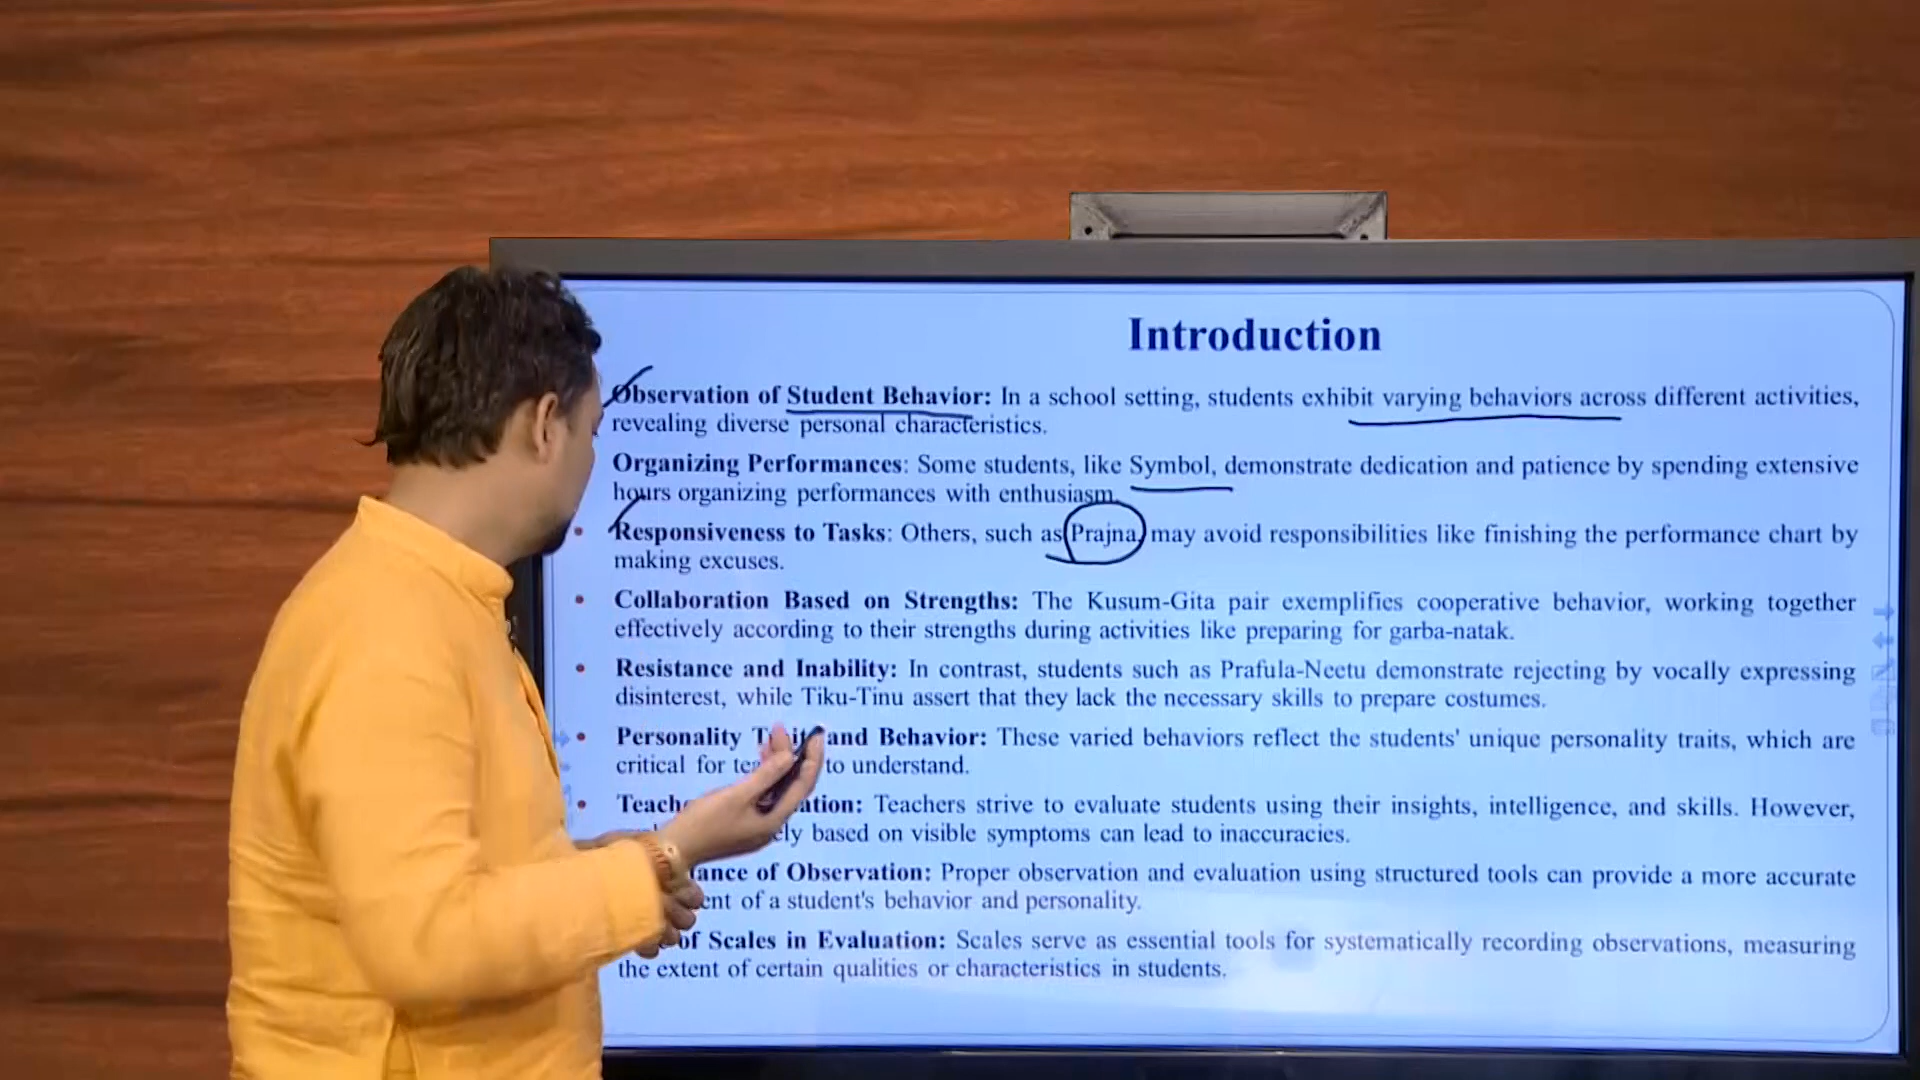 Introduction
Observation of Student Behavior: In a school setting, students exhibit varying behaviors across different activities,
revealing diverse personal characteristics.
Organizing Performances: Some students, like Symbol, demonstrate dedication and patience by spending extensive
hours organizing performances with enthusiasm.
• Responsiveness to Tasks: Others, such as Prajna, may avoid responsibilities like finishing the performance chart by
making excuses.
• Collaboration Based on Strengths: The Kusum-Gita pair exemplifies cooperative behavior, working together
effectively according to their strengths during activities like preparing for garba-natak.
• Resistance and Inability: In contrast, students such as Prafula-Neetu demonstrate rejecting by vocally expressing
disinterest, while Tiku-Tinu assert that they lack the necessary skills to prepare costumes.
• Personality and Behavior: These varied behaviors reflect the students' unique personality traits, which are
critical for to understand.
• Teachers strive to evaluate students using their insights, intelligence, and skills. However,
based on visible symptoms can lead to inaccuracies.
of Observation: Proper observation and evaluation using structured tools can provide a more accurate
of a student's behavior and personality.
of Scales in Evaluation: Scales serve as essential tools for systematically recording observations, measuring
the extent of certain qualities or characteristics in students.